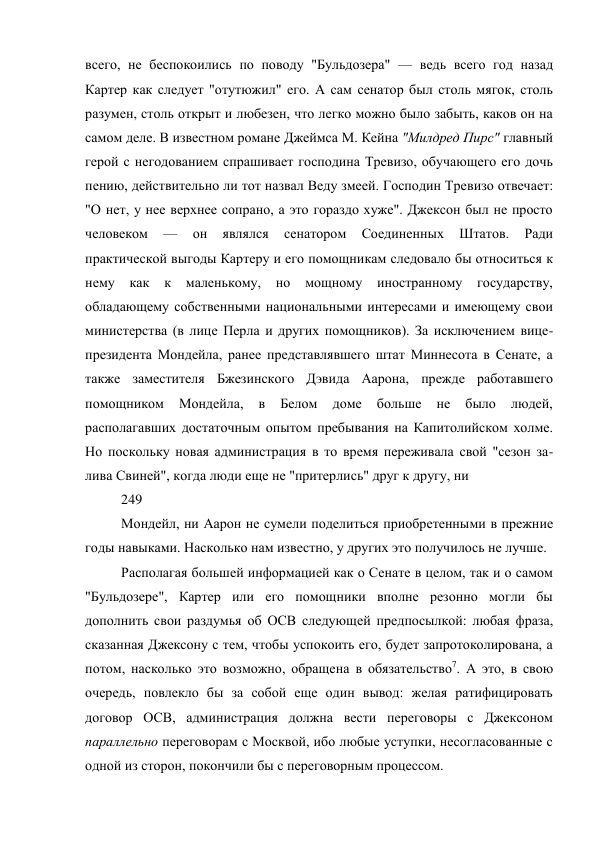 всего, не беспокоились по поводу "Бульдозера" — ведь всего год назад
Картер как следует "отутюжил" его. А сам сенатор был столь мягок, столь
разумен, столь открыт и любезен, что легко можно было забыть, каков он на
самом деле. В известном романе Джеймса М. Кейна "Милдред Пирс" главный
герой с негодованием спрашивает господина Тревизо, обучающего его дочь
пению, действительно ли тот назвал Веду змеей. Господин Тревизо отвечает:
"О нет, у нее верхнее сопрано, а это гораздо хуже". Джексон был не просто
человеком — он являлся сенатором Соединенных Штатов. Ради
практической выгоды Картеру и его помощникам следовало бы относиться к
нему как к маленькому, но мощному иностранному государству,
обладающему собственными национальными интересами и имеющему свои
министерства (в лице Перла и других помощников). За исключением вице-
президента Мондейла, ранее представлявшего штат Миннесота в Сенате, а
также заместителя Бжезинского Дэвида Аарона, прежде работавшего
помощником Мондейла, в Белом доме больше не было людей,
располагавших достаточным опытом пребывания на Капитолийском холме.
Но поскольку новая администрация в то время переживала свой "сезон за-
лива Свиней", когда люди еще не "притерлись" друг к другу, ни
249
Мондейл, ни Аарон не сумели поделиться приобретенными в прежние
годы навыками. Насколько нам известно, у других это получилось не лучше.
Располагая большей информацией как о Сенате в целом, так и о самом
"Бульдозере", Картер или его помощники вполне резонно могли бы
дополнить свои раздумья об ОСВ следующей предпосылкой: любая фраза,
сказанная Джексону с тем, чтобы успокоить его, будет запротоколирована, а
потом, насколько это возможно, обращена в обязательство7. А это, в свою
очередь, повлекло бы за собой еще один вывод: желая ратифицировать
договор ОСВ, администрация должна вести переговоры с Джексоном
параллельно переговорам с Москвой, ибо любые уступки, несогласованные с
одной из сторон, покончили бы с переговорным процессом.